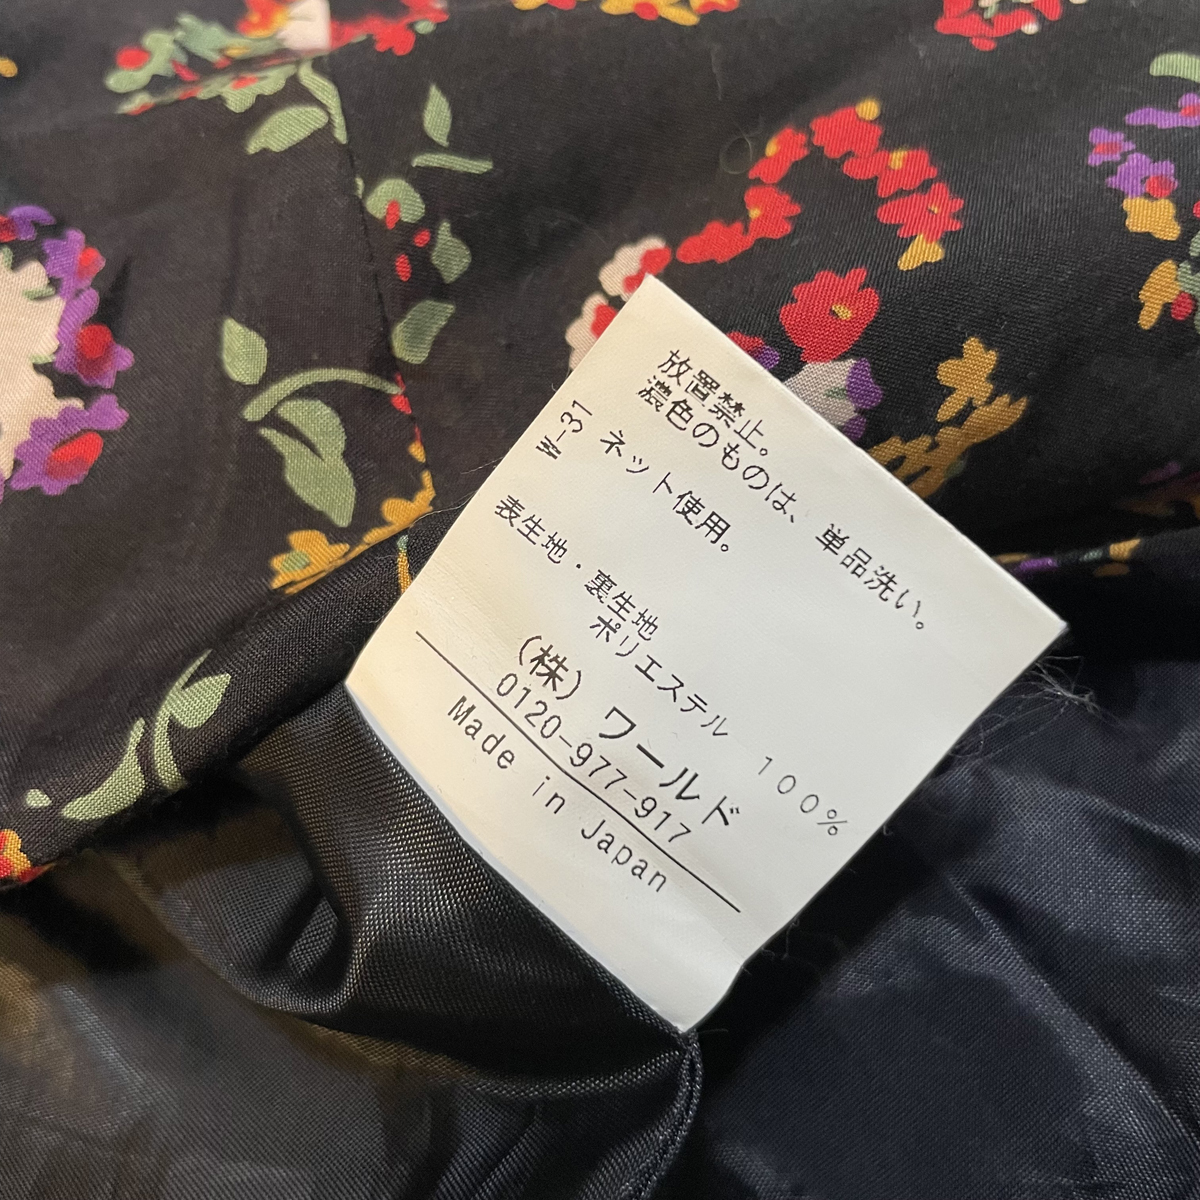 放置禁止。
濃色のものは、単品洗い。
ネット使用。
W-31
表生地・裏生地
ポリエステル 100%
(株)ワールド
0120-977-917
Made in Japan